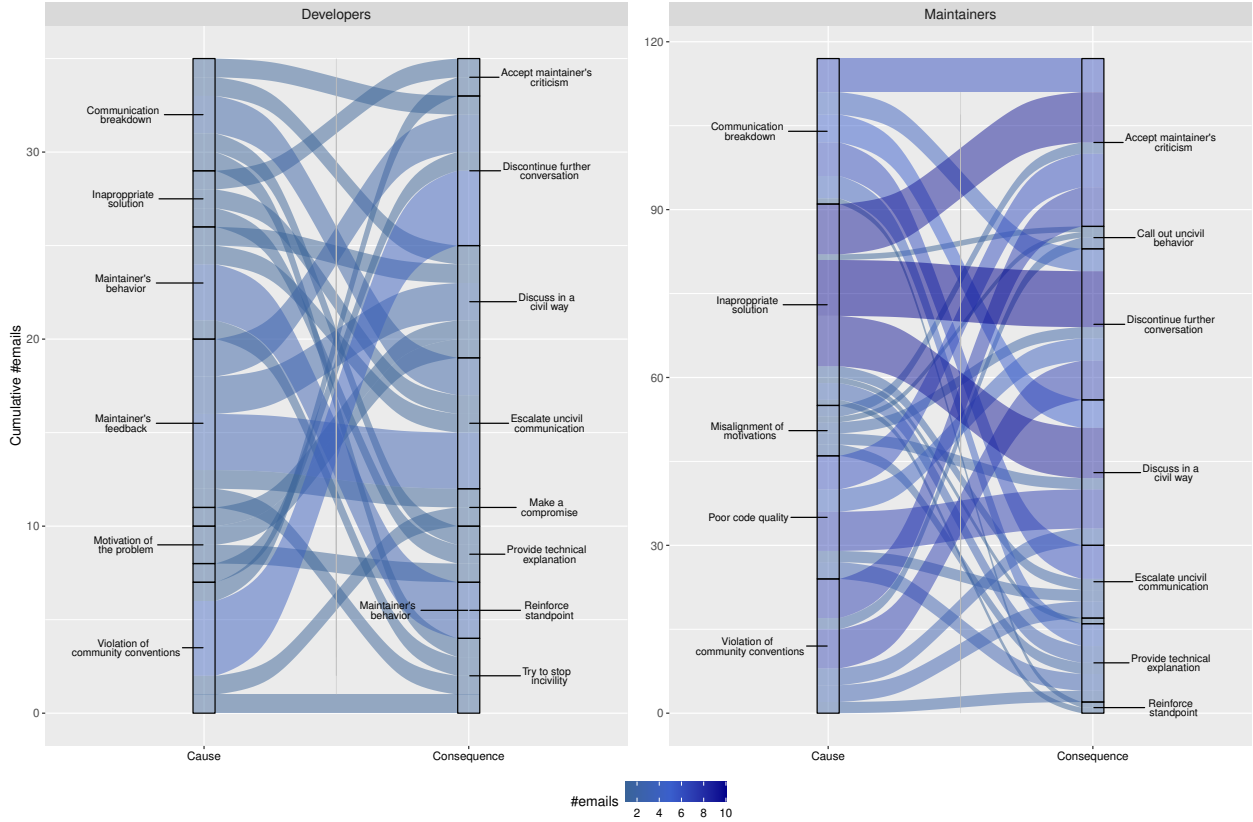 Developers
Maintainers
Cumulative #emails
30
20
10
0
Communication
breakdown
Inaproppriate
solution
Maintainer's
behavior
Maintainer's
feedback
Motivation of
the problem
Violation of
community conventions
Accept maintainer's
criticism
Discontinue further
conversation
Discuss in a
civil way
Escalate uncivil
communication
Make a
compromise
Provide technical
explanation
Maintainer's
behavior
Reinforce
standpoint
Try to stop
incivility
Cause
Consequence
120
90
60
30
0
Communication
breakdown
Inaproppriate
solution
Misalignment of
motivations
Poor code quality
Violation of
community conventions
Accept maintainer's
criticism
Call out uncivil
behavior
Discontinue further
conversation
Discuss in a
civil way
Escalate uncivil
communication
Provide technical
explanation
Reinforce
standpoint
Cause
Consequence
#emails
2 4 6 8 10